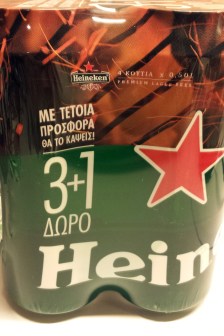 Heineken
4 ΚΟΥΤΙΑ x 0,50l
PREMIUM LAGER BEER
ΜΕ ΤΕΤΟΙΑ
ΠΡΟΣΦΟΡΑ
ΘΑ ΤΟ ΚΑΨΕΙΣ!
3+1
ΔΩΡΟ
Hein